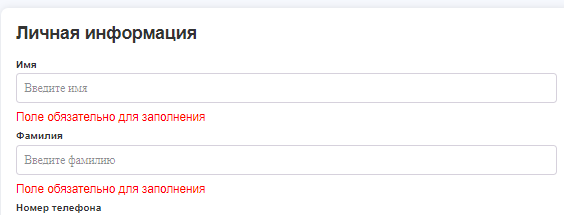 Личная информация
Имя
Введите имя
Поле обязательно для заполнения
Фамилия
Введите фамилию
Поле обязательно для заполнения
Номер телефона